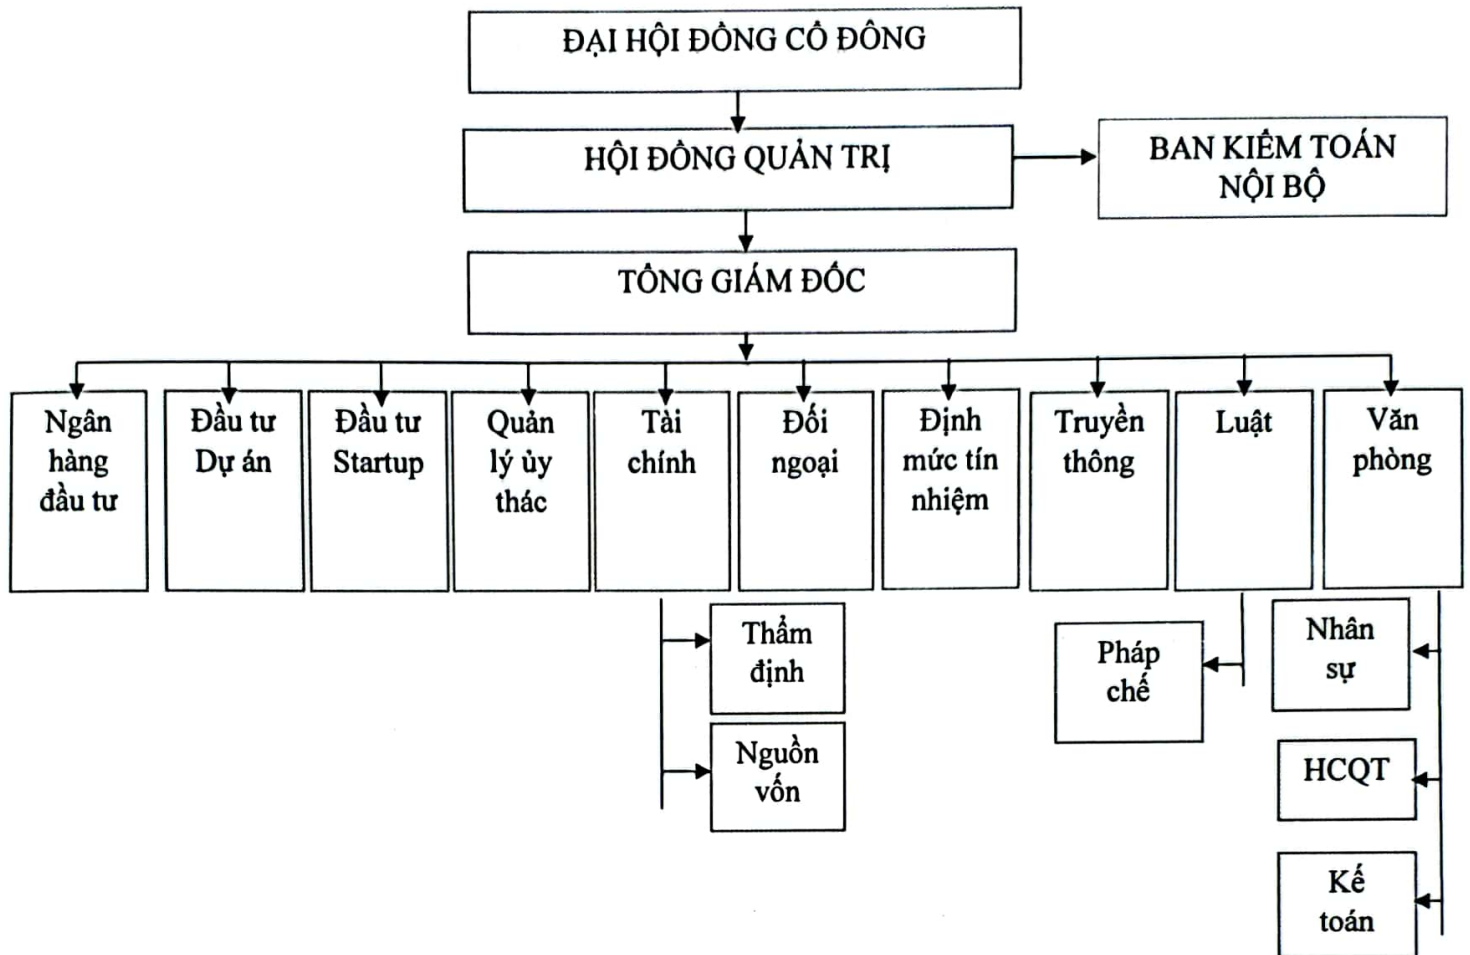 ĐẠI HỘI ĐỒNG CỔ ĐÔNG
HỘI ĐỒNG QUẢN TRỊ
BAN KIỂM TOÁN
NỘI BỘ
TỔNG GIÁM ĐỐC
Ngân
hàng
đầu tư
Đầu tư
Dự án
Đầu tư
Startup
Quản
lý ủy
thác
Tài
chính
Đối
ngoại
Định
mức tín
nhiệm
Truyền
thông
Luật
Văn
phòng
Thẩm
định
Nguồn
vốn
Pháp
chế
Nhân
sự
HCQT
Kế
toán